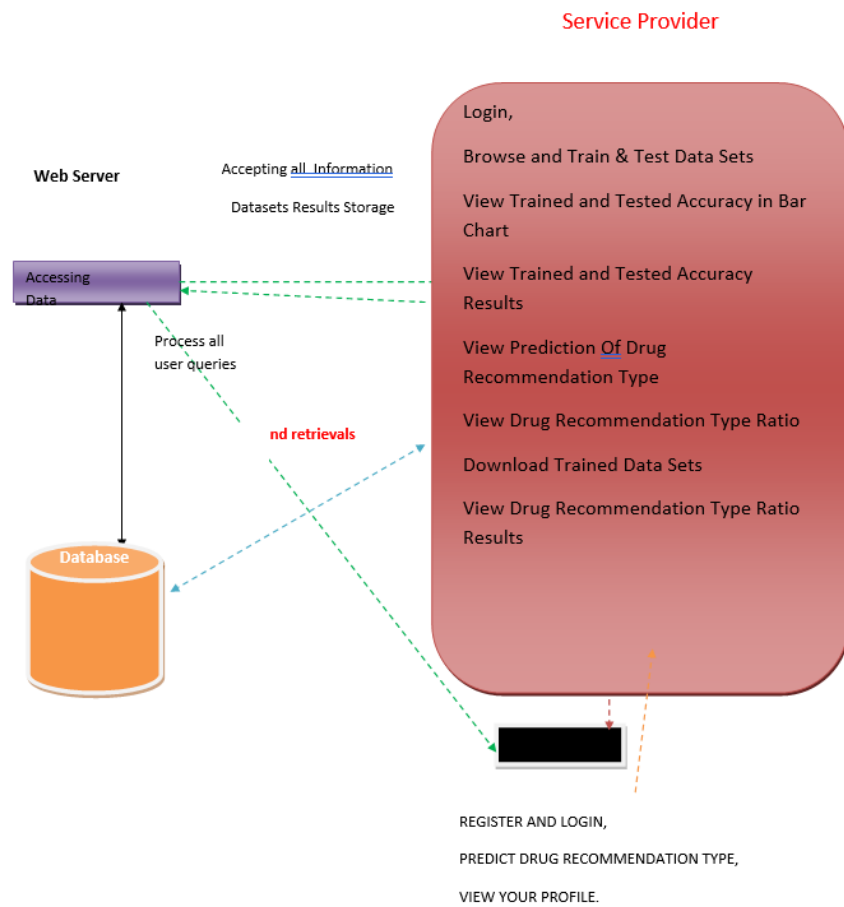 Service Provider
Login,
Browse and Train & Test Data Sets
View Trained and Tested Accuracy in Bar
Chart
View Trained and Tested Accuracy
Results
View Prediction Of Drug
Recommendation Type
View Drug Recommendation Type Ratio
Download Trained Data Sets
View Drug Recommendation Type Ratio
Results
Web Server
Accepting all Information
Datasets Results Storage
Accessing
Data
Process all
user queries
nd retrievals
Database
REGISTER AND LOGIN,
PREDICT DRUG RECOMMENDATION TYPE,
VIEW YOUR PROFILE.